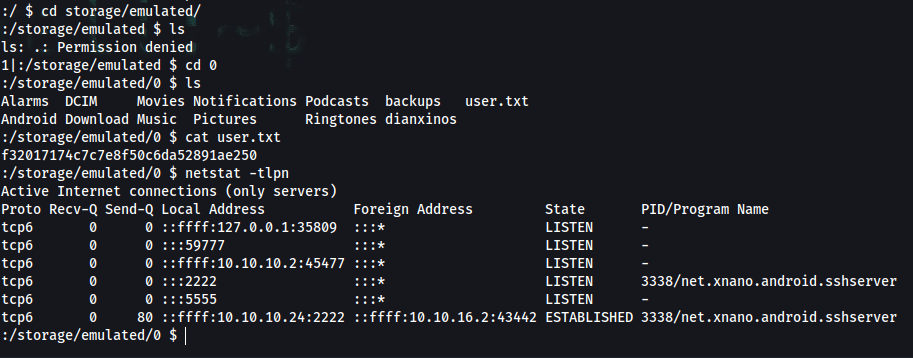 :/ $ cd storage/emulated/
:/storage/emulated $ ls
ls: .: Permission denied
1|:/storage/emulated $ cd 0
:/storage/emulated/0 $ ls
Alarms  DCIM     Movies Notifications Podcasts  backups   user.txt
Android Download Music  Pictures      Ringtones dianxinos
:/storage/emulated/0 $ cat user.txt
f32017174c7c7e8f50c6da52891ae250
:/storage/emulated/0 $ netstat -tlpn
Active Internet connections (only servers)
Proto Recv-Q Send-Q Local Address           Foreign Address         State       PID/Program Name
tcp6       0      0 ::ffff:127.0.0.1:35809  :::*                    LISTEN      -
tcp6       0      0 :::59777                :::*                    LISTEN      -
tcp6       0      0 ::ffff:10.10.10.2:45477 :::*                    LISTEN      -
tcp6       0      0 :::2222                 :::*                    LISTEN      3338/net.xnano.android.sshserver
tcp6       0      0 :::5555                 :::*                    LISTEN      -
tcp6       0     80 ::ffff:10.10.10.24:2222 ::ffff:10.10.16.2:43442 ESTABLISHED 3338/net.xnano.android.sshserver
:/storage/emulated/0 $